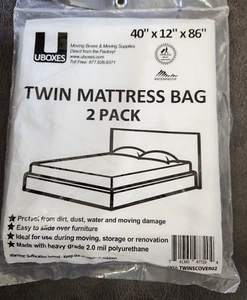 UBOXES
Moving Boxes & Moving Supplies
Direct from the Factory!
www.uboxes.com
Toll Free: 877.826.9371
40" x 12" x 86"
WATERPROOF
TWIN MATTRESS BAG
2 PACK
Protect from dirt, dust, water and moving damage
Easy to slide over furniture
Ideal for use during moving, storage or renovation
Made with heavy grade 2.0 mil polyurethane